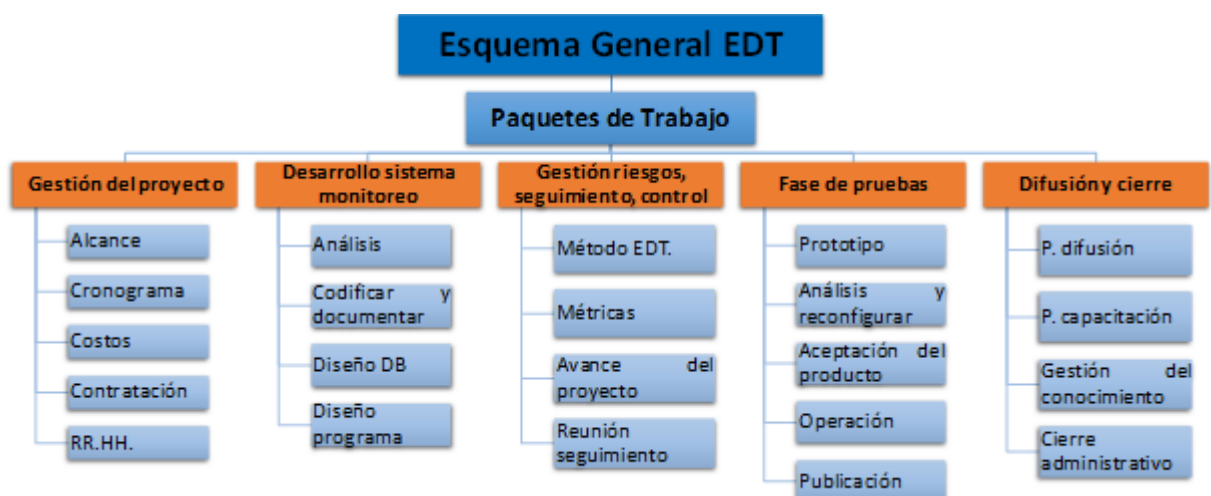 Esquema General EDT
Paquetes de Trabajo
Gestión del proyecto
Alcance
Cronograma
Costos
Contratación
RR.HH.
Desarrollo sistema
monitoreo
Análisis
Codificar y
documentar
Diseño DB
Diseño
programa
Gestión riesgos,
seguimiento, control
Método EDT.
Métricas
Avance del
proyecto
Reunión
seguimiento
Fase de pruebas
Prototipo
Análisis y
reconfigurar
Aceptación del
producto
Operación
Publicación
Difusión y cierre
P. difusión
P. capacitación
Gestión del
conocimiento
Cierre
administrativo